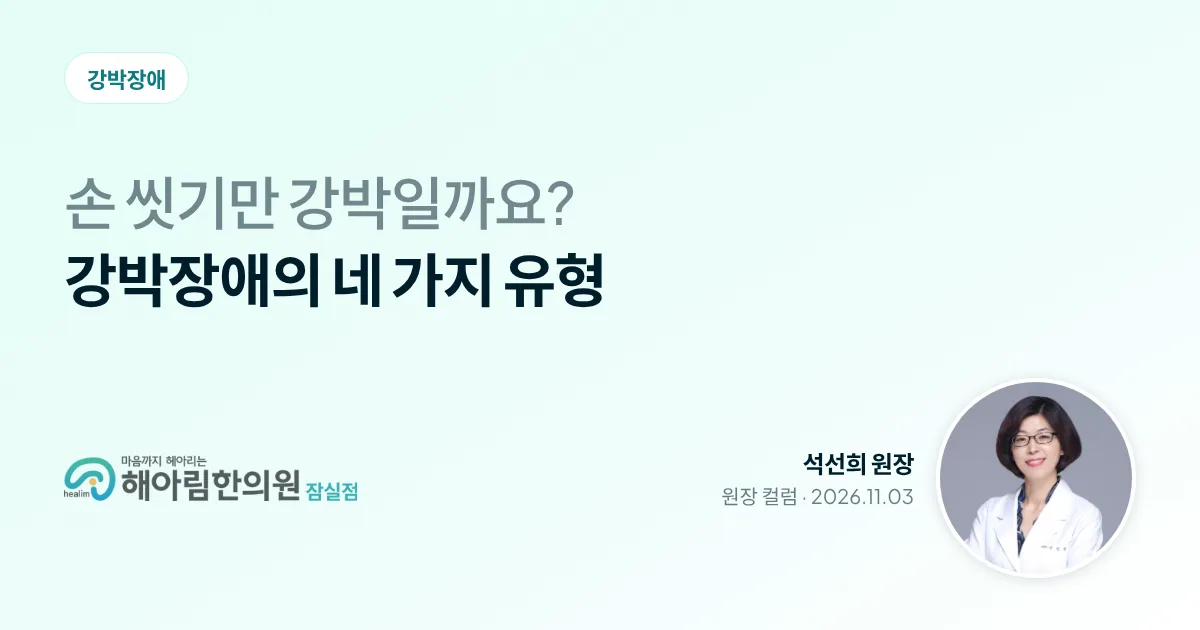 강박장애
손 씻기만 강박일까요?
강박장애의 네 가지 유형
마음까지 헤아리는
healim
해아림한의원 잠실점
석선희 원장
원장 컬럼 · 2026.11.03